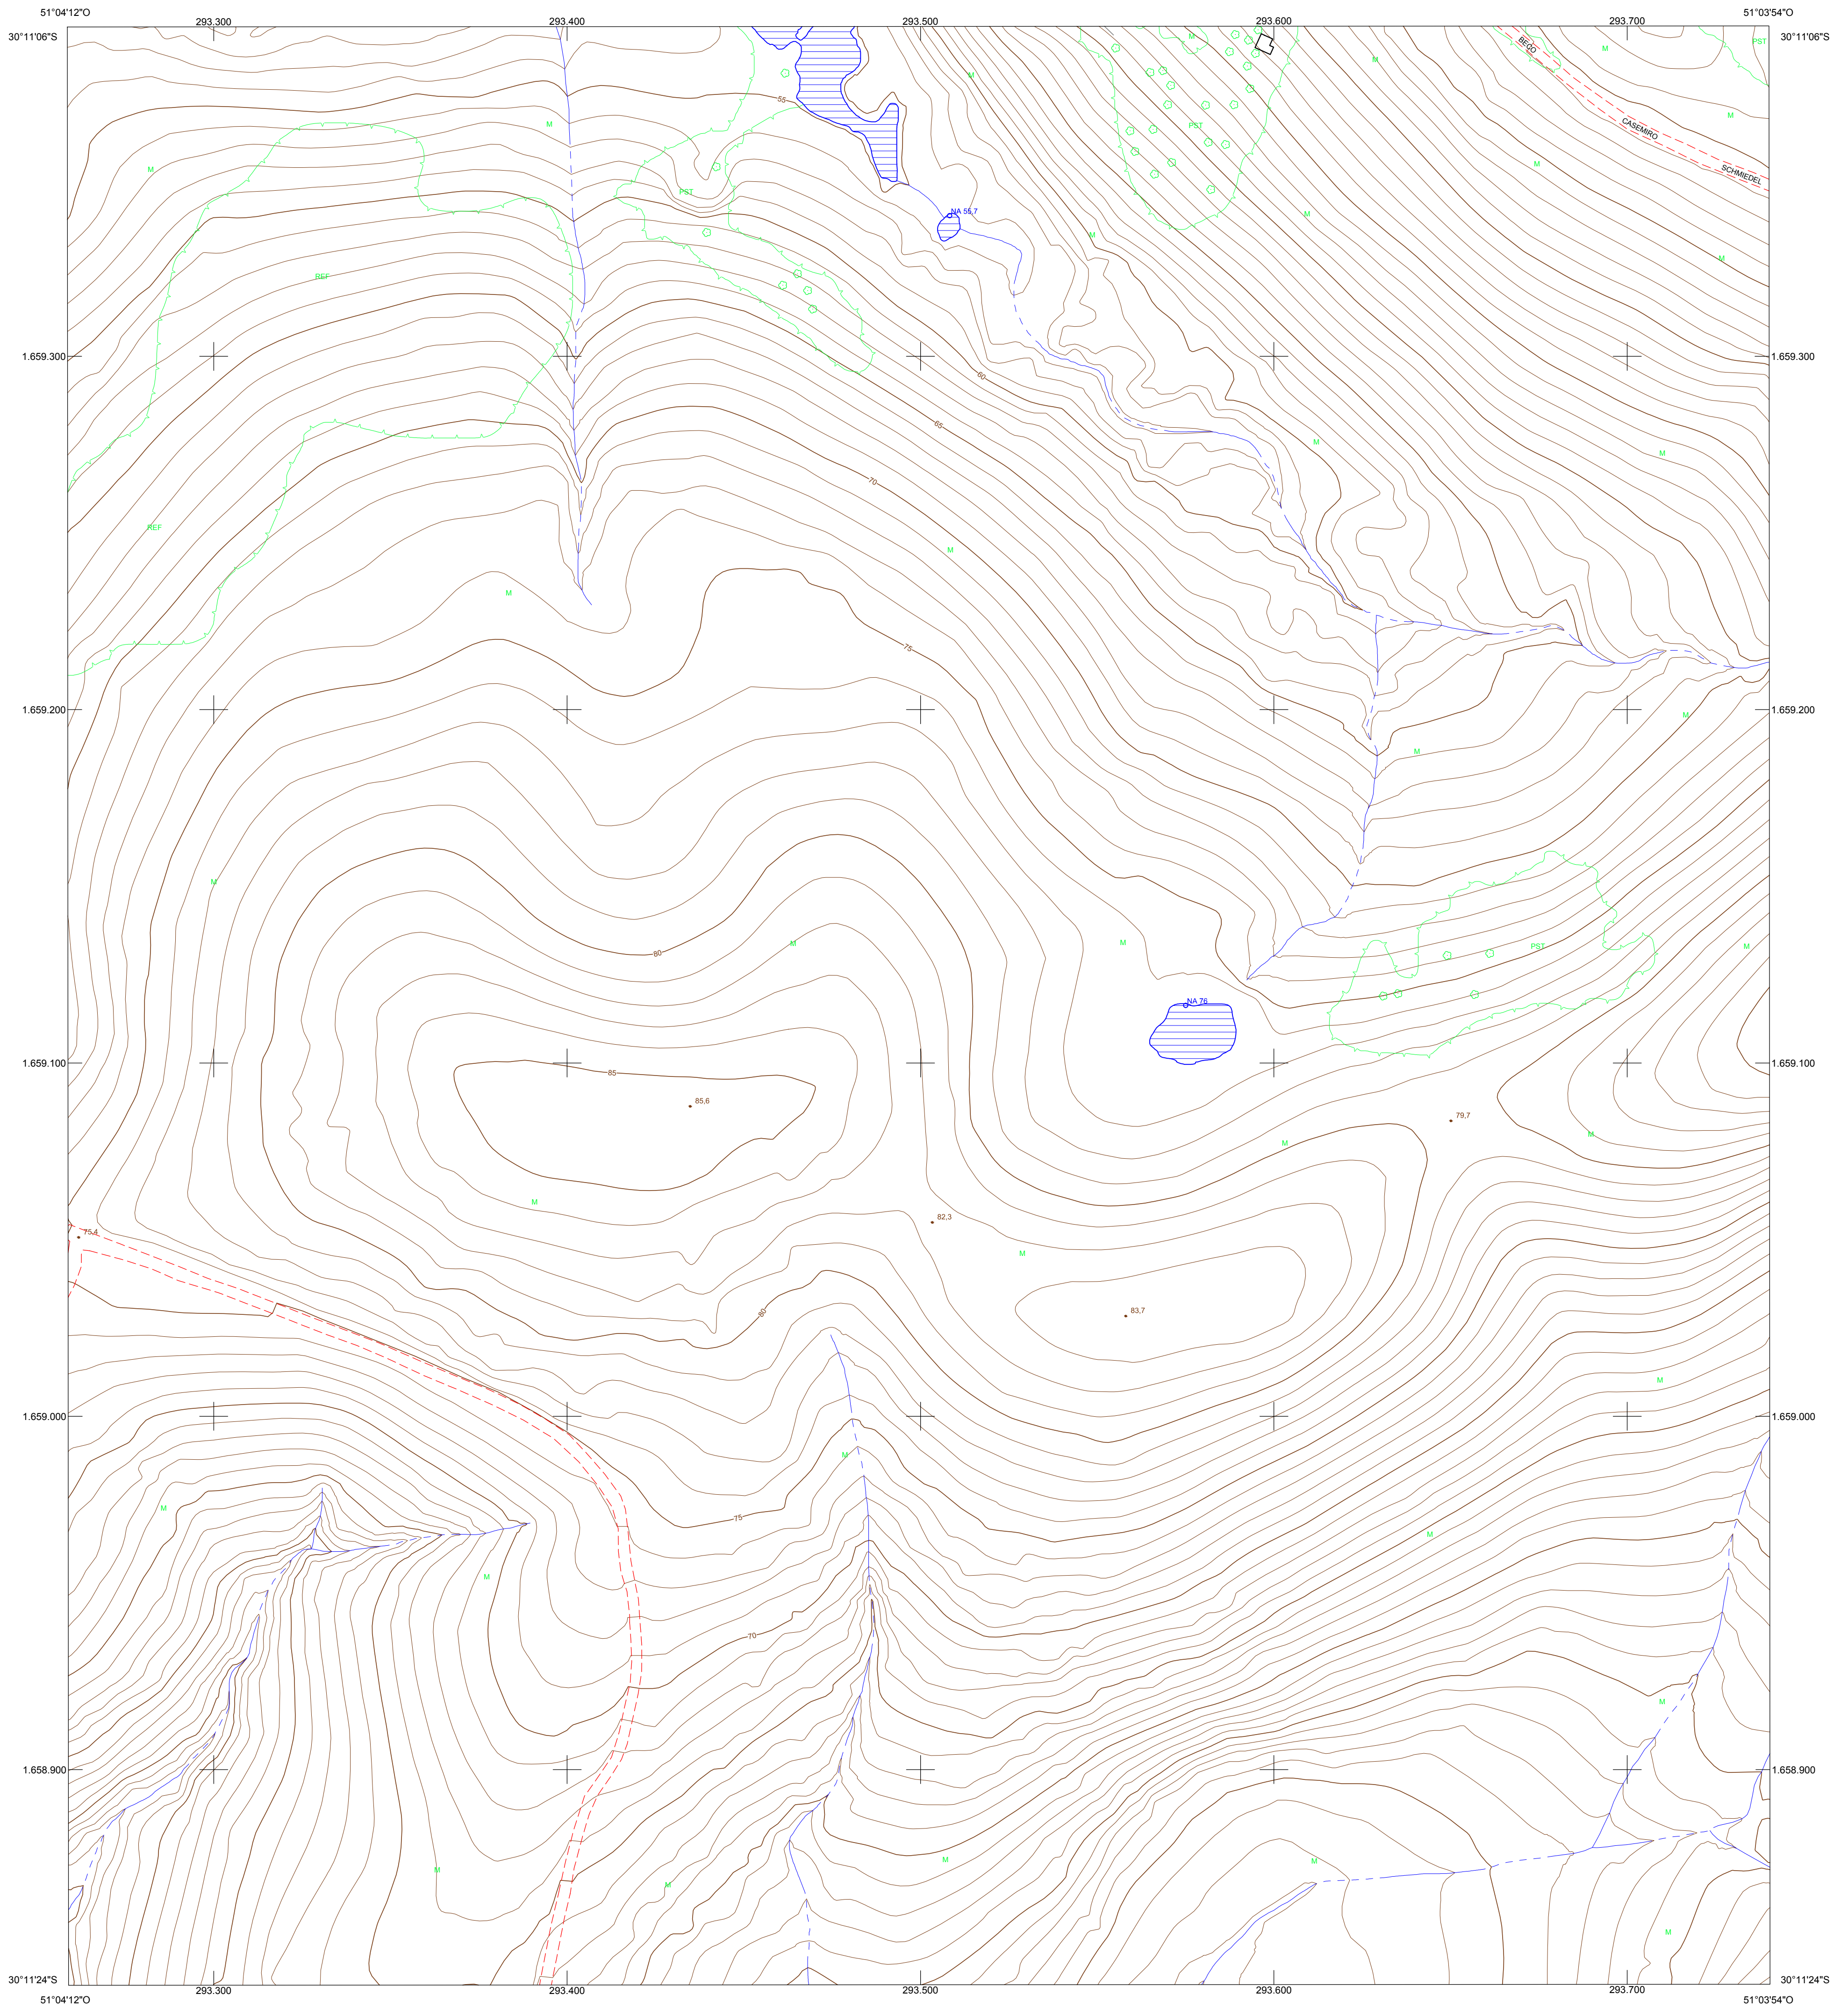 51°04'12"O
293.300
293.400
293.500
293.600
293.700
51°03'54"O
30°11'06"S
30°11'06"S
M
BECO
M
PST
M
M
55
M
M
PST
CASEMIRO
M
M
M
SCHMIEDEL
PST
NA 55,7
M
M
M
REF
1.659.300
1.659.300
60
65
M
M
70
REF
M
M
75
1.659.200
M
1.659.200
M
M
80
M
M
PST
M
NA 76
1.659.100
1.659.100
85
85,6
79,7
M
M
M
82,3
75,4
M
80
83,7
M
1.659.000
1.659.000
M
M
75
M
M
70
M
1.658.900
1.658.900
M
M
M
M
M
30°11'24"S
30°11'24"S
51°04'12"O
293.300
293.400
293.500
293.600
293.700
51°03'54"O